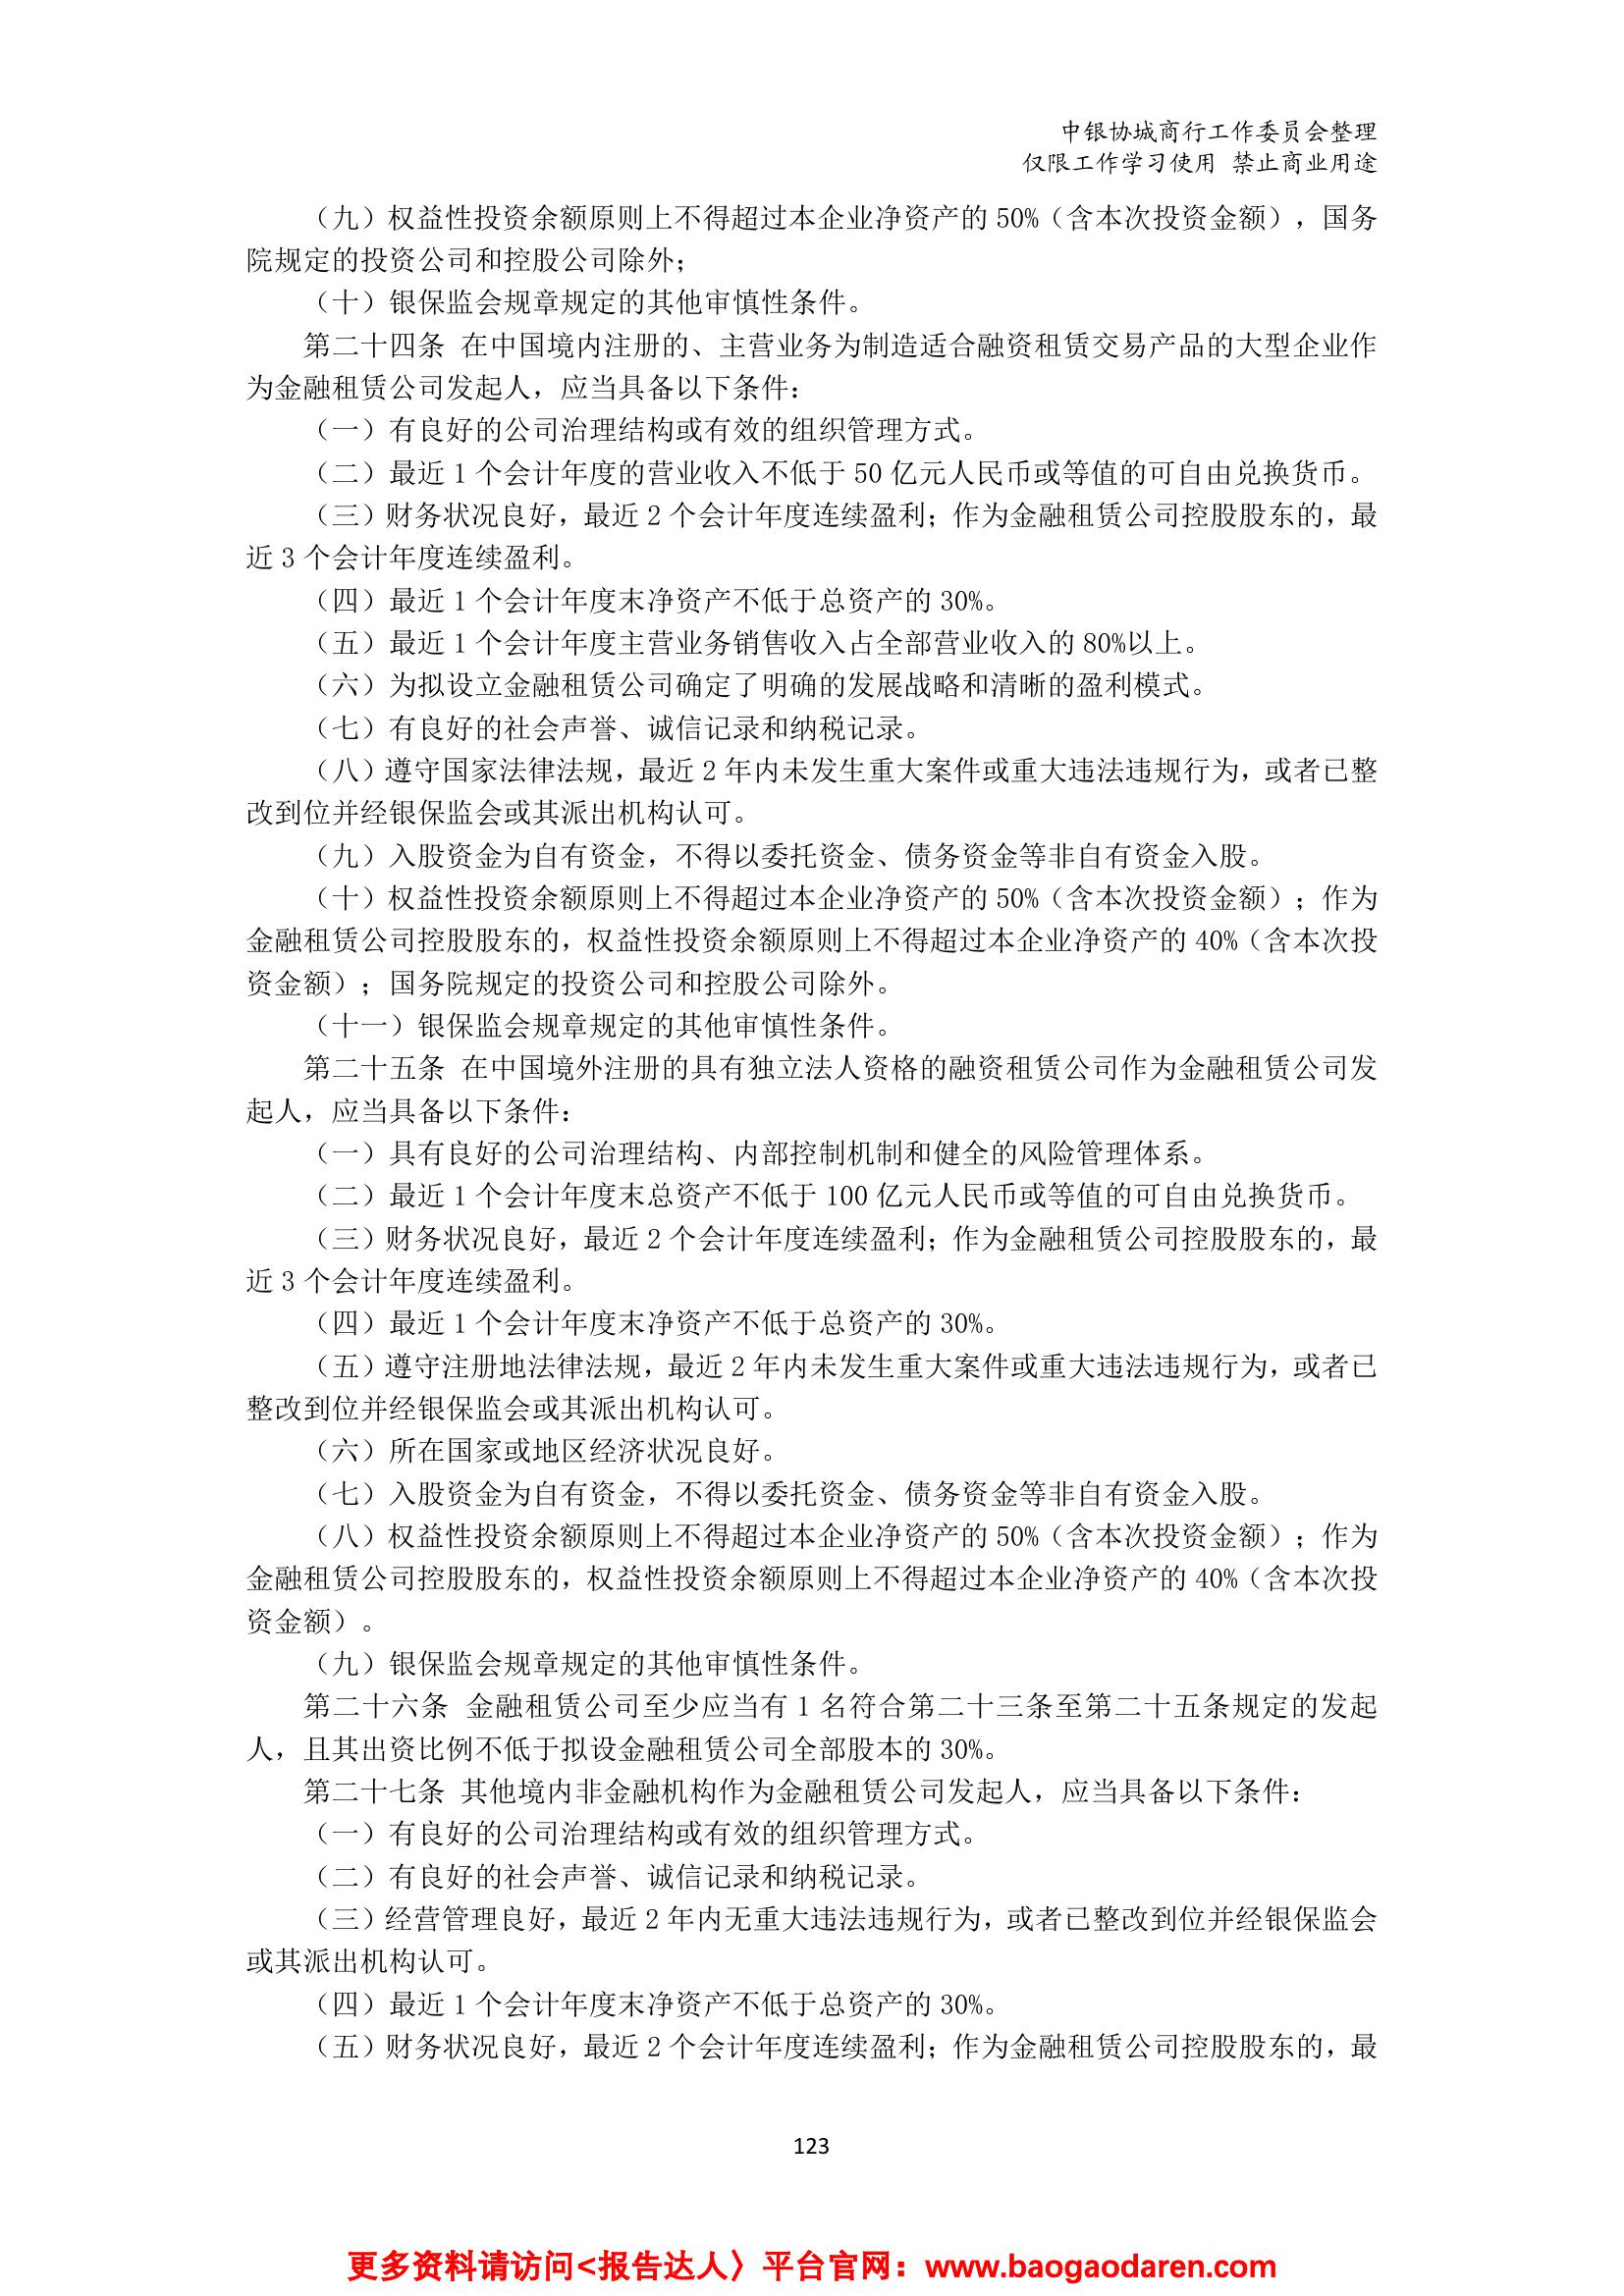 中银协城商行工作委员会整理
仅限工作学习使用 禁止商业用途
（九）权益性投资余额原则上不得超过本企业净资产的 50%（含本次投资金额），国务
院规定的投资公司和控股公司除外；
（十）银保监会规章规定的其他审慎性条件。
第二十四条 在中国境内注册的、主营业务为制造适合融资租赁交易产品的大型企业作
为金融租赁公司发起人，应当具备以下条件：
（一）有良好的公司治理结构或有效的组织管理方式。
（二）最近 1 个会计年度的营业收入不低于 50 亿元人民币或等值的可自由兑换货币。
（三）财务状况良好，最近 2 个会计年度连续盈利；作为金融租赁公司控股股东的，最
近 3 个会计年度连续盈利。
（四）最近 1 个会计年度末净资产不低于总资产的 30%。
（五）最近 1 个会计年度主营业务销售收入占全部营业收入的 80%以上。
（六）为拟设立金融租赁公司确定了明确的发展战略和清晰的盈利模式。
（七）有良好的社会声誉、诚信记录和纳税记录。
（八）遵守国家法律法规，最近 2 年内未发生重大案件或重大违法违规行为，或者已整
改到位并经银保监会或其派出机构认可。
（九）入股资金为自有资金，不得以委托资金、债务资金等非自有资金入股。
（十）权益性投资余额原则上不得超过本企业净资产的 50%（含本次投资金额）；作为
金融租赁公司控股股东的，权益性投资余额原则上不得超过本企业净资产的 40%（含本次投
资金额）；国务院规定的投资公司和控股公司除外。
（十一）银保监会规章规定的其他审慎性条件。
第二十五条 在中国境外注册的具有独立法人资格的融资租赁公司作为金融租赁公司发
起人，应当具备以下条件：
（一）具有良好的公司治理结构、内部控制机制和健全的风险管理体系。
（二）最近 1 个会计年度末总资产不低于 100 亿元人民币或等值的可自由兑换货币。
（三）财务状况良好，最近 2 个会计年度连续盈利；作为金融租赁公司控股股东的，最
近 3 个会计年度连续盈利。
（四）最近 1 个会计年度末净资产不低于总资产的 30%。
（五）遵守注册地法律法规，最近 2 年内未发生重大案件或重大违法违规行为，或者已
整改到位并经银保监会或其派出机构认可。
（六）所在国家或地区经济状况良好。
（七）入股资金为自有资金，不得以委托资金、债务资金等非自有资金入股。
（八）权益性投资余额原则上不得超过本企业净资产的 50%（含本次投资金额）；作为
金融租赁公司控股股东的，权益性投资余额原则上不得超过本企业净资产的 40%（含本次投
资金额）。
（九）银保监会规章规定的其他审慎性条件。
第二十六条 金融租赁公司至少应当有 1 名符合第二十三条至第二十五条规定的发起
人，且其出资比例不低于拟设金融租赁公司全部股本的 30%。
第二十七条 其他境内非金融机构作为金融租赁公司发起人，应当具备以下条件：
（一）有良好的公司治理结构或有效的组织管理方式。
（二）有良好的社会声誉、诚信记录和纳税记录。
（三）经营管理良好，最近 2 年内无重大违法违规行为，或者已整改到位并经银保监会
或其派出机构认可。
（四）最近 1 个会计年度末净资产不低于总资产的 30%。
（五）财务状况良好，最近 2 个会计年度连续盈利；作为金融租赁公司控股股东的，最
123
更多资料请访问<报告达人〉平台官网：www.baogaodaren.com